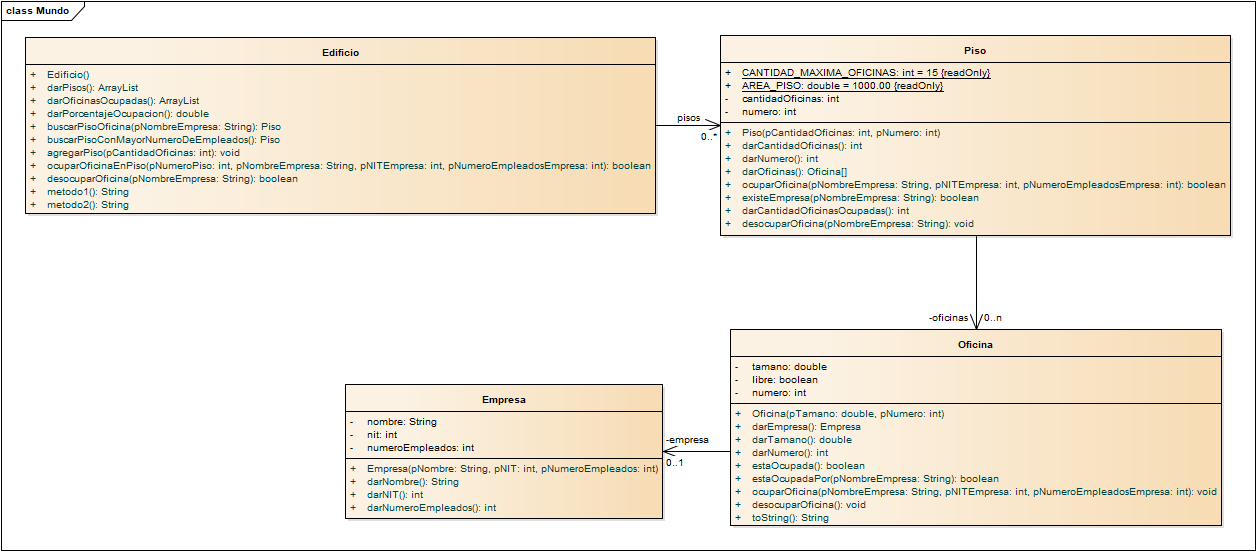 class Mundo
Edificio
+ Edificio()
+ darPisos(): ArrayList
+ darOficinasOcupadas(): ArrayList
+ darPorcentajeOcupacion(): double
+ buscarPisoOficina(pNombreEmpresa: String): Piso
+ buscarPisoConMayorNumeroDeEmpleados(): Piso
+ agregarPiso(pCantidadOficinas: int): void
+ ocuparOficinaEnPiso(pNumeroPiso: int, pNombreEmpresa: String, pNITEmpresa: int, pNumeroEmpleadosEmpresa: int): boolean
+ desocuparOficina(pNombreEmpresa: String): boolean
+ metodo1(): String
+ metodo2(): String
pisos
0..*
Piso
+ CANTIDAD_MAXIMA_OFICINAS: int = 15 {readOnly}
+ AREA_PISO: double = 1000.00 {readOnly}
- cantidadOficinas: int
- numero: int
+ Piso(pCantidadOficinas: int, pNumero: int)
+ darCantidadOficinas(): int
+ darNumero(): int
+ darOficinas(): Oficina[]
+ ocuparOficina(pNombreEmpresa: String, pNITEmpresa: int, pNumeroEmpleadosEmpresa: int): boolean
+ existeEmpresa(pNombreEmpresa: String): boolean
+ darCantidadOficinasOcupadas(): int
+ desocuparOficina(pNombreEmpresa: String): void
-oficinas
0..n
Oficina
- tamano: double
- libre: boolean
- numero: int
+ Oficina(pTamano: double, pNumero: int)
+ darEmpresa(): Empresa
+ darTamano(): double
+ darNumero(): int
+ estaOcupada(): boolean
+ estaOcupadaPor(pNombreEmpresa: String): boolean
+ ocuparOficina(pNombreEmpresa: String, pNITEmpresa: int, pNumeroEmpleadosEmpresa: int): void
+ desocuparOficina(): void
+ toString(): String
-empresa
0..1
Empresa
- nombre: String
- nit: int
- numeroEmpleados: int
+ Empresa(pNombre: String, pNIT: int, pNumeroEmpleados: int)
+ darNombre(): String
+ darNIT(): int
+ darNumeroEmpleados(): int